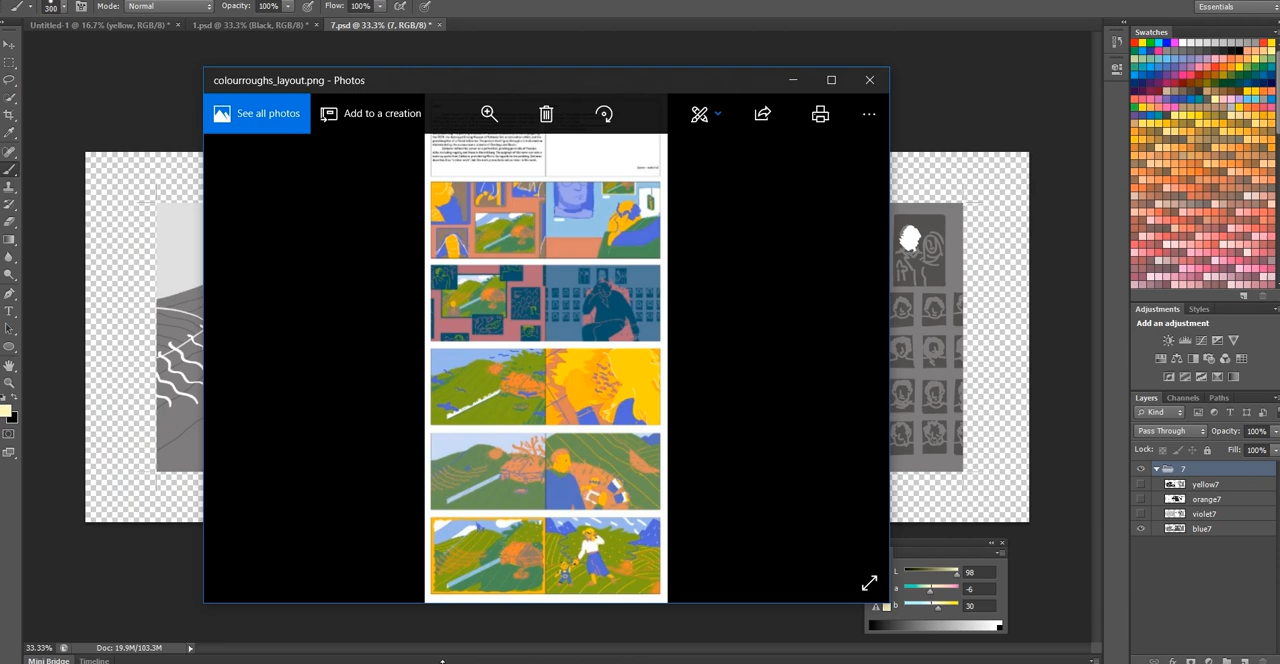 300
Mode:
Normal
Opacity:
100%
Flow:
100%
Essentials
Untitled-1 @ 16.7% (yellow, RGB/8) * ×
1.psd @ 33.3% (Black, RGB/8) * ×
7.psd @ 33.3% (7, RGB/8) * ×
colourroughs_layout.png - Photos
See all photos
Add to a creation
Swatches
Adjustments
Styles
Add an adjustment
Layers
Channels
Paths
Kind
Pass Through
Opacity: 100%
Lock:
Fill: 100%
7
yellow7
orange7
violet7
blue7
L 98
a -6
b 30
33.33%
Doc: 19.9M/103.3M
Mini Bridge
Timeline